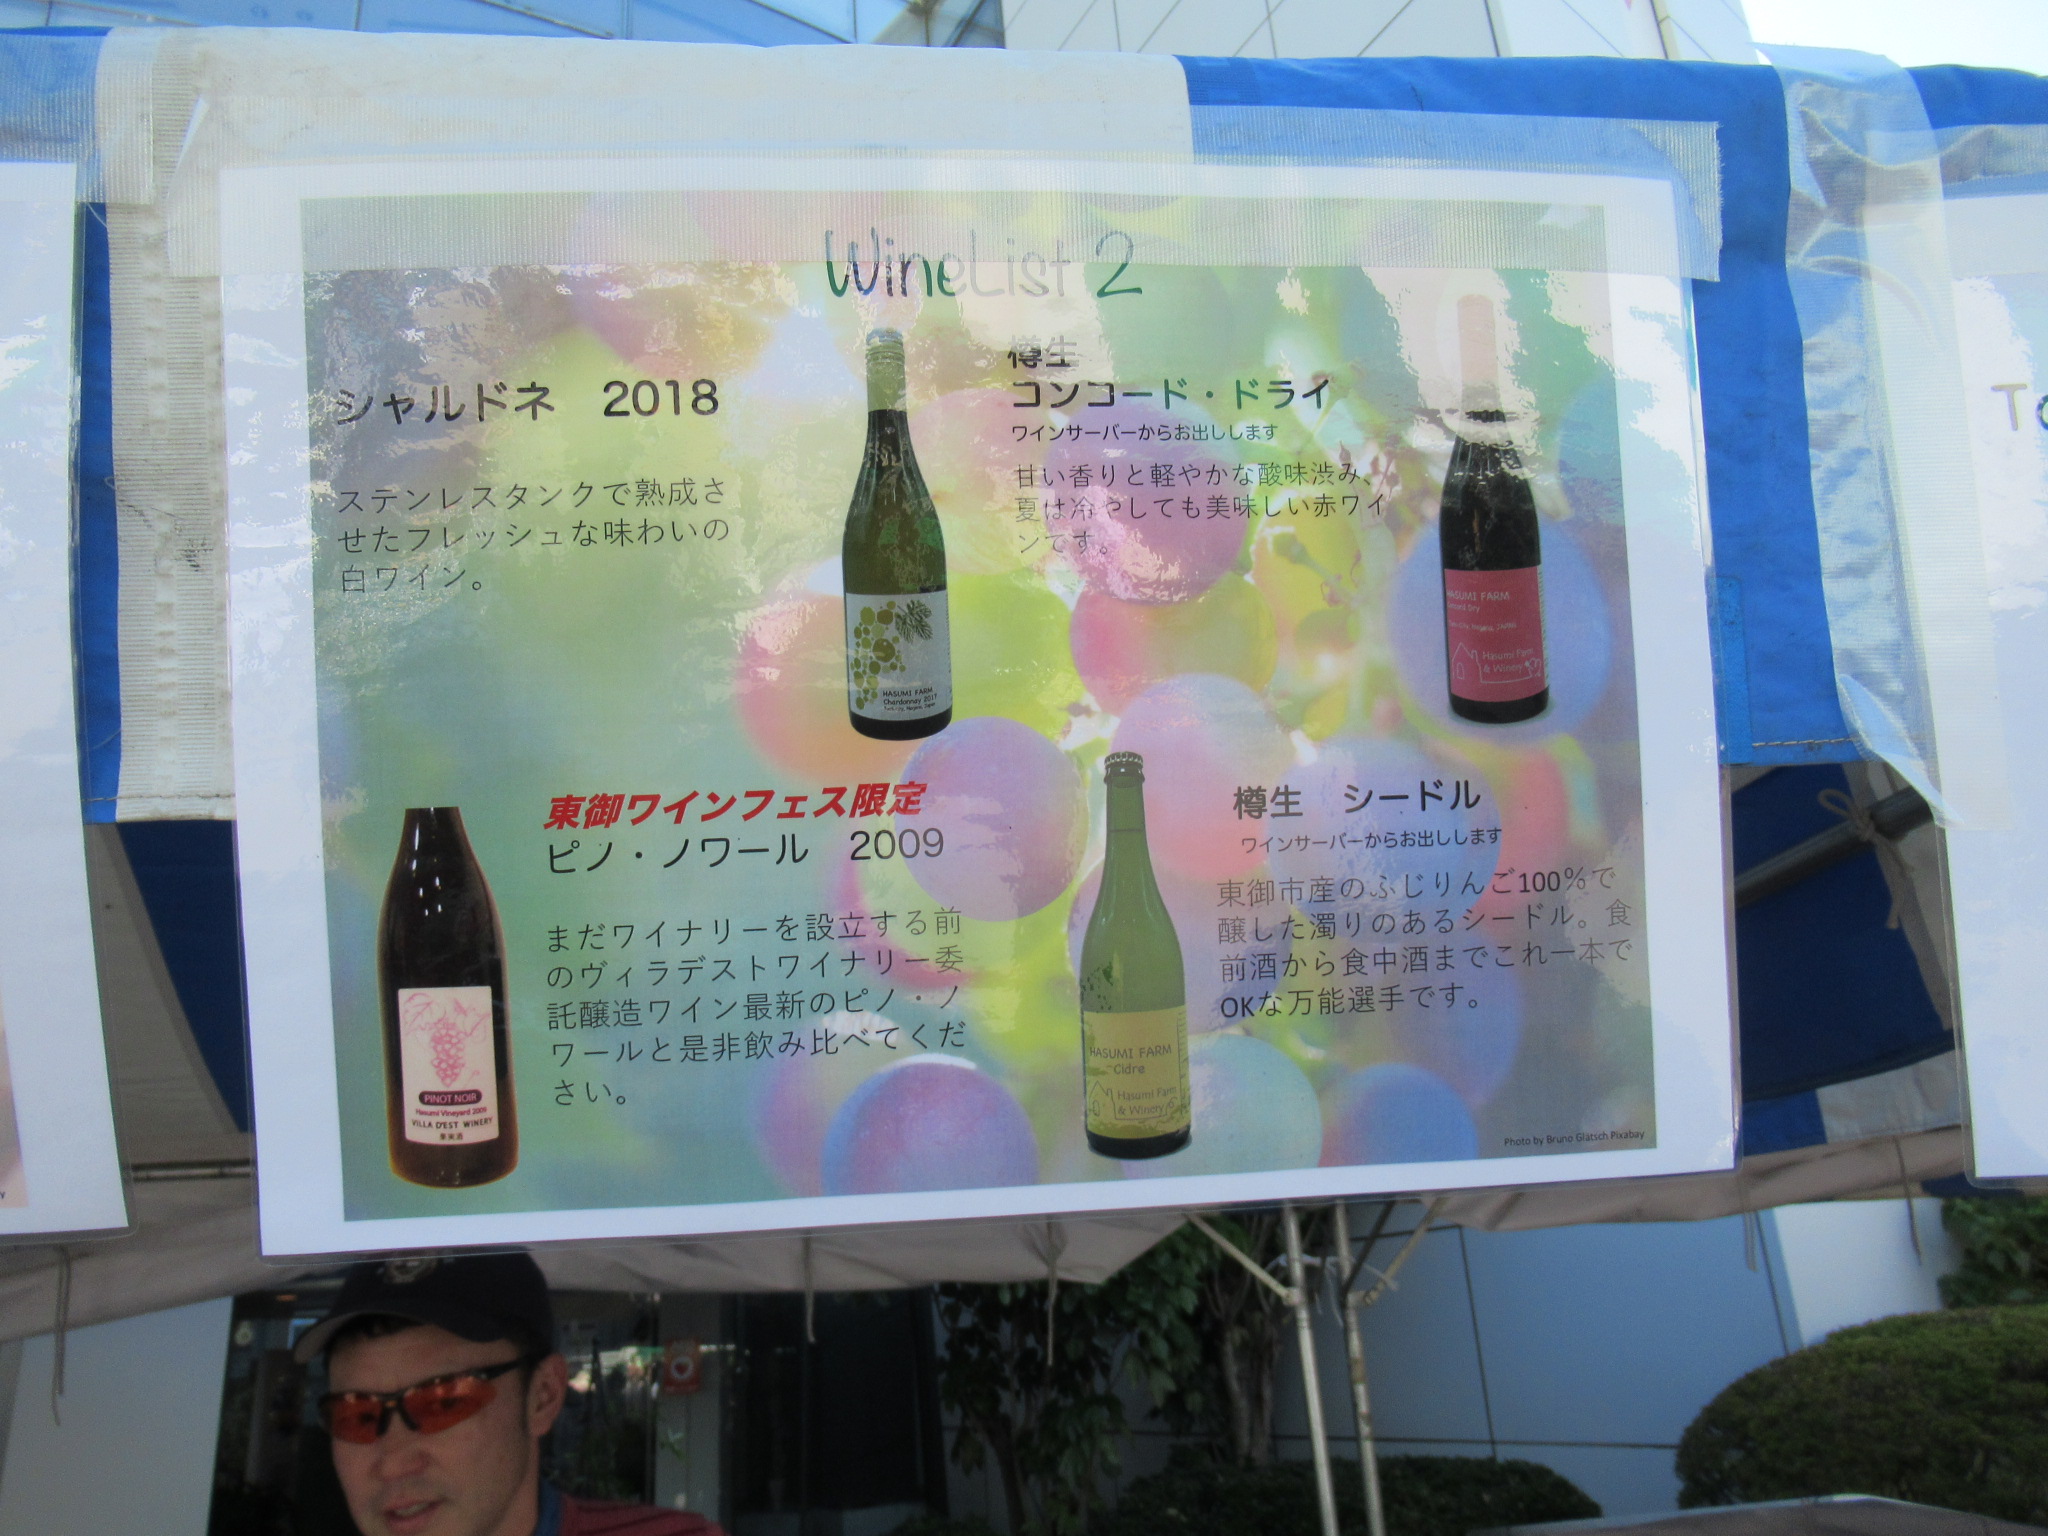 WineList 2
シャルドネ 2018
ステンレスタンクで熟成さ
せたフレッシュな味わいの
白ワイン。
HASUMI FARM
Chardonnay 2017
樽生
コンコード・ドライ
ワインサーバーからお出しします
甘い香りと軽やかな酸味渋み、
夏は冷やしても美味しい赤ワイ
ンです。
HASUMI FARM
Hasumi Farm
& Winery
東御ワインフェス限定
ピノ・ノワール 2009
まだワイナリーを設立する前
のヴィラデストワイナリー委
託醸造ワイン最新のピノ・ノ
ワールと是非飲み比べてくだ
さい。
PINOT NOIR
Hasumi Vineyard 2009
VILLA D'EST WINERY
果実酒
樽生 シードル
ワインサーバーからお出しします
東御市産のふじりんご100%で
醸した濁りのあるシードル。食
前酒から食中酒までこれ一本で
OKな万能選手です。
HASUMI FARM
Cidre
Hasumi Farm
& Winery
Photo by Bruno Glatsch Pixabay